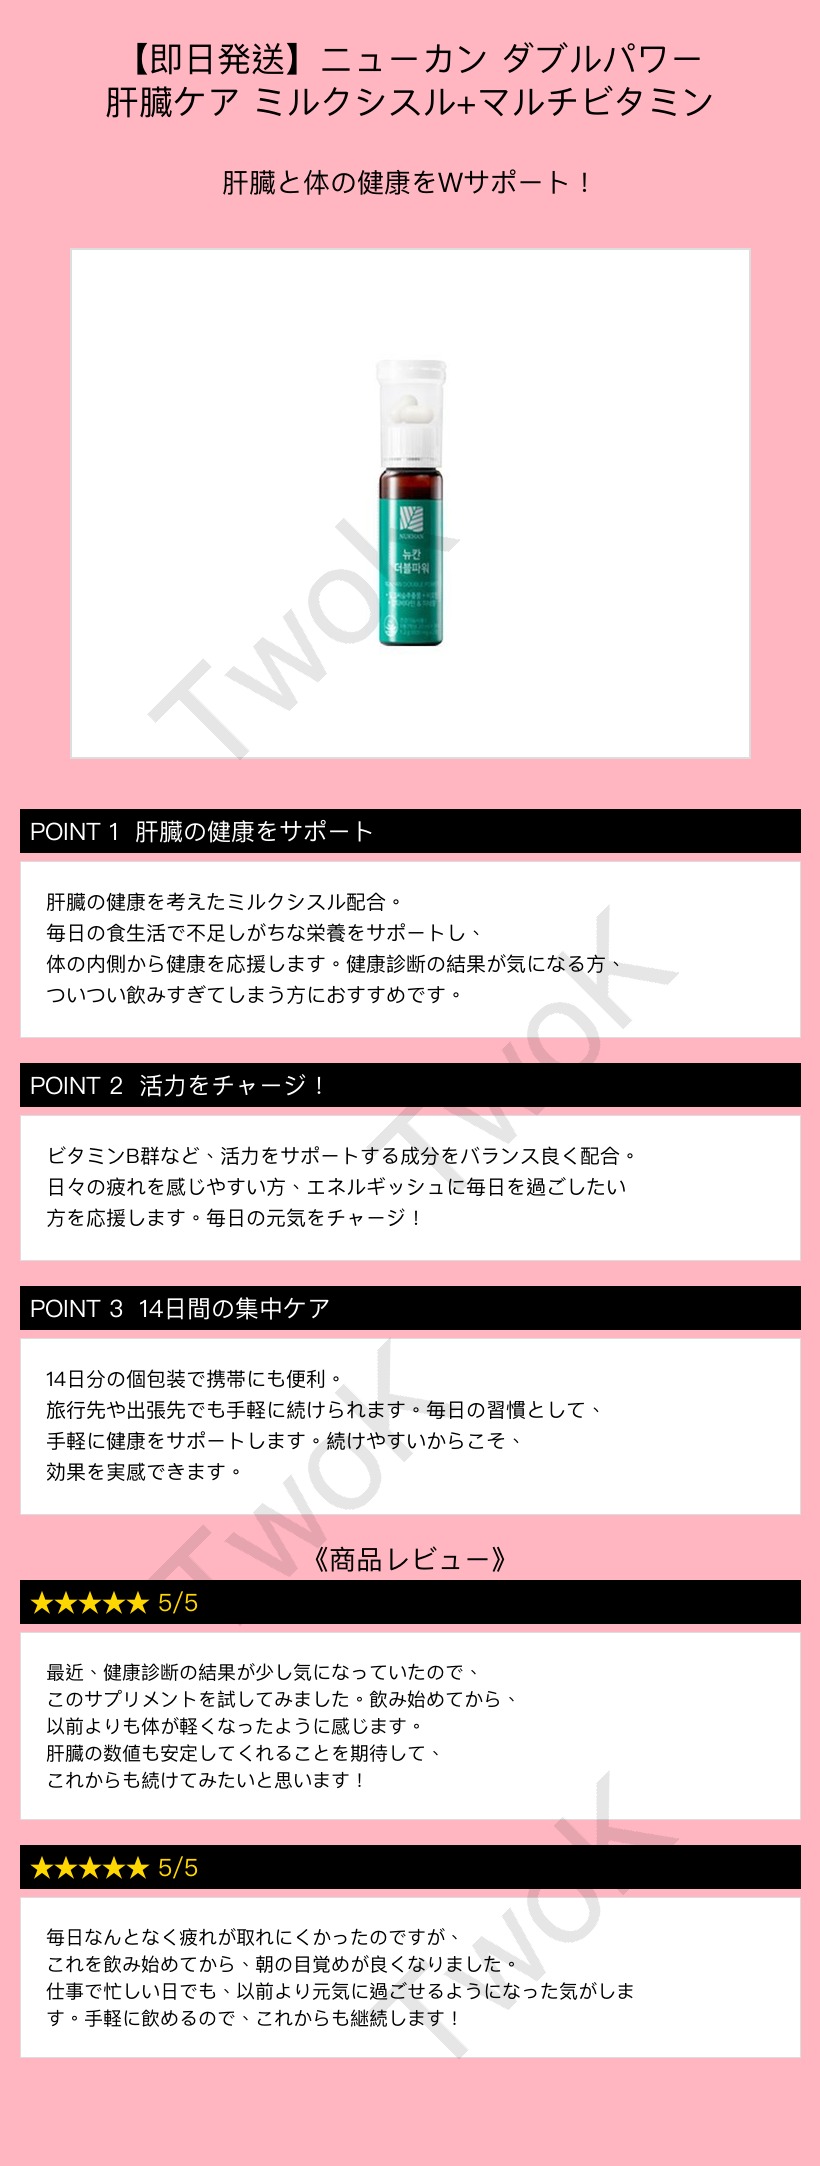 【即日発送】ニューカン ダブルパワー
肝臓ケア ミルクシスル+マルチビタミン
肝臓と体の健康をWサポート！
NUKHAN
뉴칸
더블파워
TwoK
POINT 1 肝臓の健康をサポート
肝臓の健康を考えたミルクシスル配合。
毎日の食生活で不足しがちな栄養をサポートし、
体の内側から健康を応援します。健康診断の結果が気になる方、
ついつい飲みすぎてしまう方におすすめです。
TwoK
POINT 2 活力をチャージ！
ビタミンB群など、活力をサポートする成分をバランス良く配合。
日々の疲れを感じやすい方、エネルギッシュに毎日を過ごしたい
方を応援します。毎日の元気をチャージ！
POINT 3 14日間の集中ケア
14日分の個包装で携帯にも便利。
旅行先や出張先でも手軽に続けられます。毎日の習慣として、
手軽に健康をサポートします。続けやすいからこそ、
効果を実感できます。
TwoK
《商品レビュー》
★★★★★ 5/5
最近、健康診断の結果が少し気になっていたので、
このサプリメントを試してみました。飲み始めてから、
以前よりも体が軽くなったように感じます。
肝臓の数値も安定してくれることを期待して、
これからも続けてみたいと思います！
★★★★★ 5/5
毎日なんとなく疲れが取れにくかったのですが、
これを飲み始めてから、朝の目覚めが良くなりました。
仕事で忙しい日でも、以前より元気に過ごせるようになった気がしま
す。手軽に飲めるので、これからも継続します！
TwoK